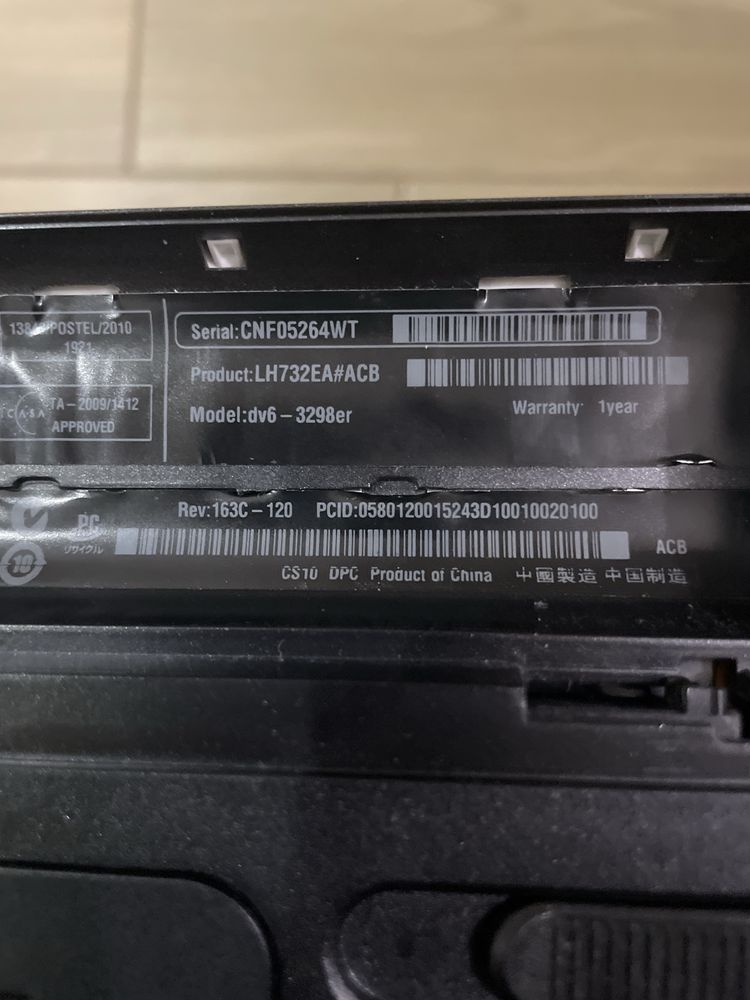 POSTEL/2010
1921
TA-2009/1412
APPROVED
Serial:CNF05264WT
Product:LH732EA#ACB
Model:dv6-3298er
Warranty 1year
Rev:163C-120 PCID:0580120015243D10010020100
リサイクル
10
ACB
CS10 DPC Product of China 中國製造 中国制造